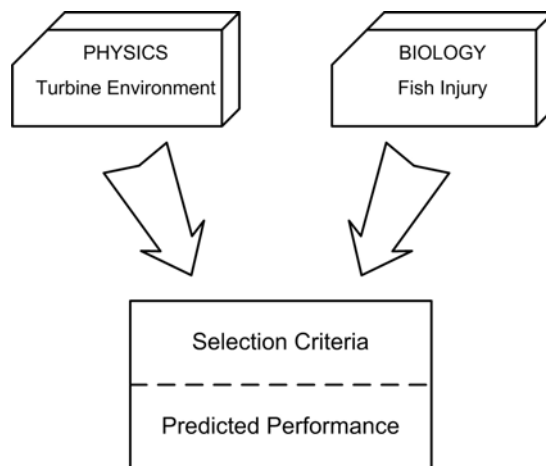 PHYSICS
Turbine Environment
BIOLOGY
Fish Injury
Selection Criteria
Predicted Performance